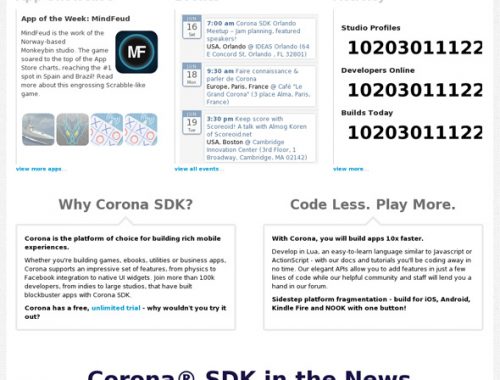 App of the Week: MindFeud
MindFeud is the work of the
Norway-based
Monkeybin studio. The game
soared to the top of the App
Store charts, reaching the #1
spot in Spain and Brazil! Read
more about this engrossing Scrabble-like
game.
MF
view more apps...
JUN
16
Sat
7:00 am Corona SDK Orlando
Meetup - Jam planning, featured
speakers!
USA, Orlando @ IDEAS Orlando (64
E Concord St. Orlando , FL 32801)
JUN
18
Mon
9:30 am Faire connaissance &
parler de Corona
Europe, Paris, France @ Café "Le
Grand Corona" (3 place Alma, Paris,
France)
JUN
19
Tue
3:30 pm Keep score with
Scoreoid! A talk with Almog Koren
of Scoreoid.net
USA, Boston @ Cambridge
Innovation Center (3rd Floor, 1
Broadway, Cambridge, MA 02142)
view all events...
Studio Profiles
10203011122
Developers Online
10203011122
Builds Today
10203011122
view more...
Why Corona SDK?
Corona is the platform of choice for building rich mobile
experiences.
Whether you're building games, ebooks, utilities or business apps,
Corona supports an impressive set of features, from physics to
Facebook integration to native UI widgets. Join more than 100k
developers, from indies to large studios, that have built
blockbuster apps with Corona SDK.
Corona has a free, unlimited trial - why wouldn't you try it
out?
Code Less. Play More.
With Corona, you will build apps 10x faster.
Develop in Lua, an easy-to-learn language similar to Javascript or
ActionScript - with our docs and tutorials you'll be coding away in
no time. Our elegant APIs allow you to add features in just a few
lines of code while our helpful community and staff will lend you a
hand in our forum.
Sidestep platform fragmentation - build for iOS, Android,
Kindle Fire and NOOK with one button!
Corona® SDK in the News